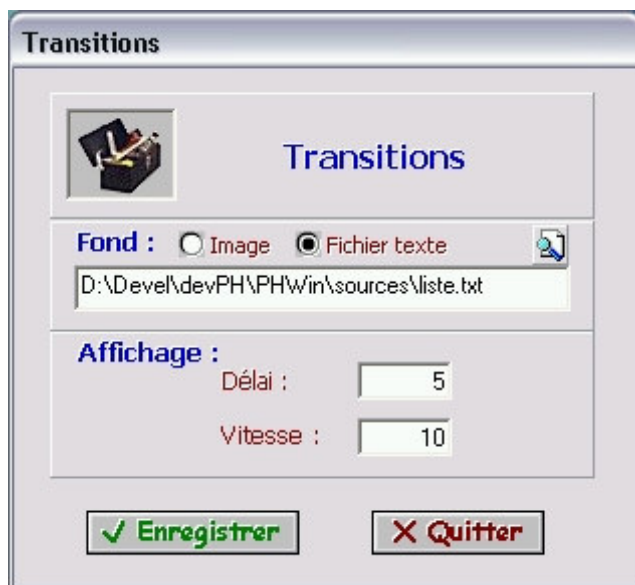 Transitions
Transitions
Fond : Image Fichier texte
D:\Devel\devPH\PHWin\sources\liste.txt
Affichage :
Délai : 5
Vitesse : 10
Enregistrer Quitter